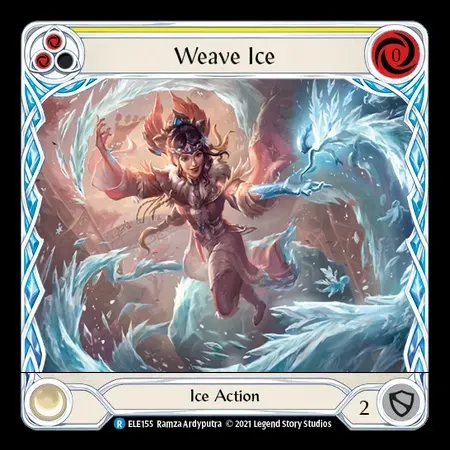 Weave Ice
0
Ice Action
2
R ELE155 Ramza Ardyputra © 2021 Legend Story Studios